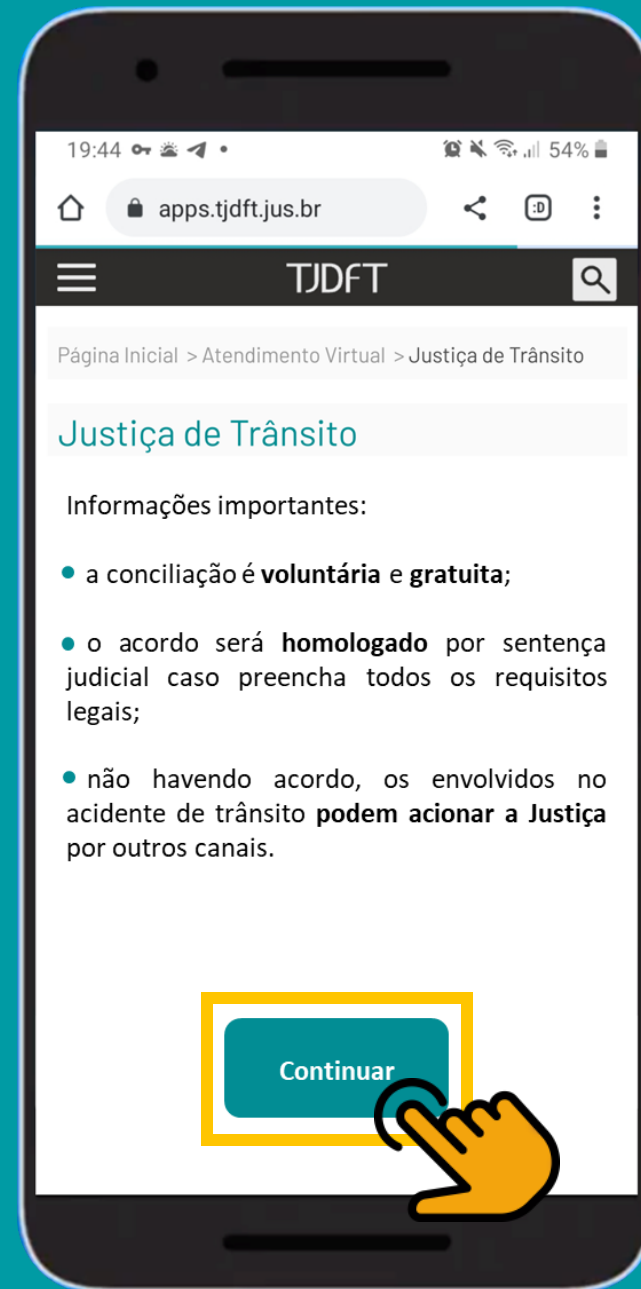 19:44 54%
apps.tjdft.jus.br :D
TJDFT
Página Inicial > Atendimento Virtual > Justiça de Trânsito
Justiça de Trânsito
Informações importantes:
• a conciliação é voluntária e gratuita;
• o acordo será homologado por sentença
judicial caso preencha todos os requisitos
legais;
• não havendo acordo, os envolvidos no
acidente de trânsito podem acionar a Justiça
por outros canais.
Continuar